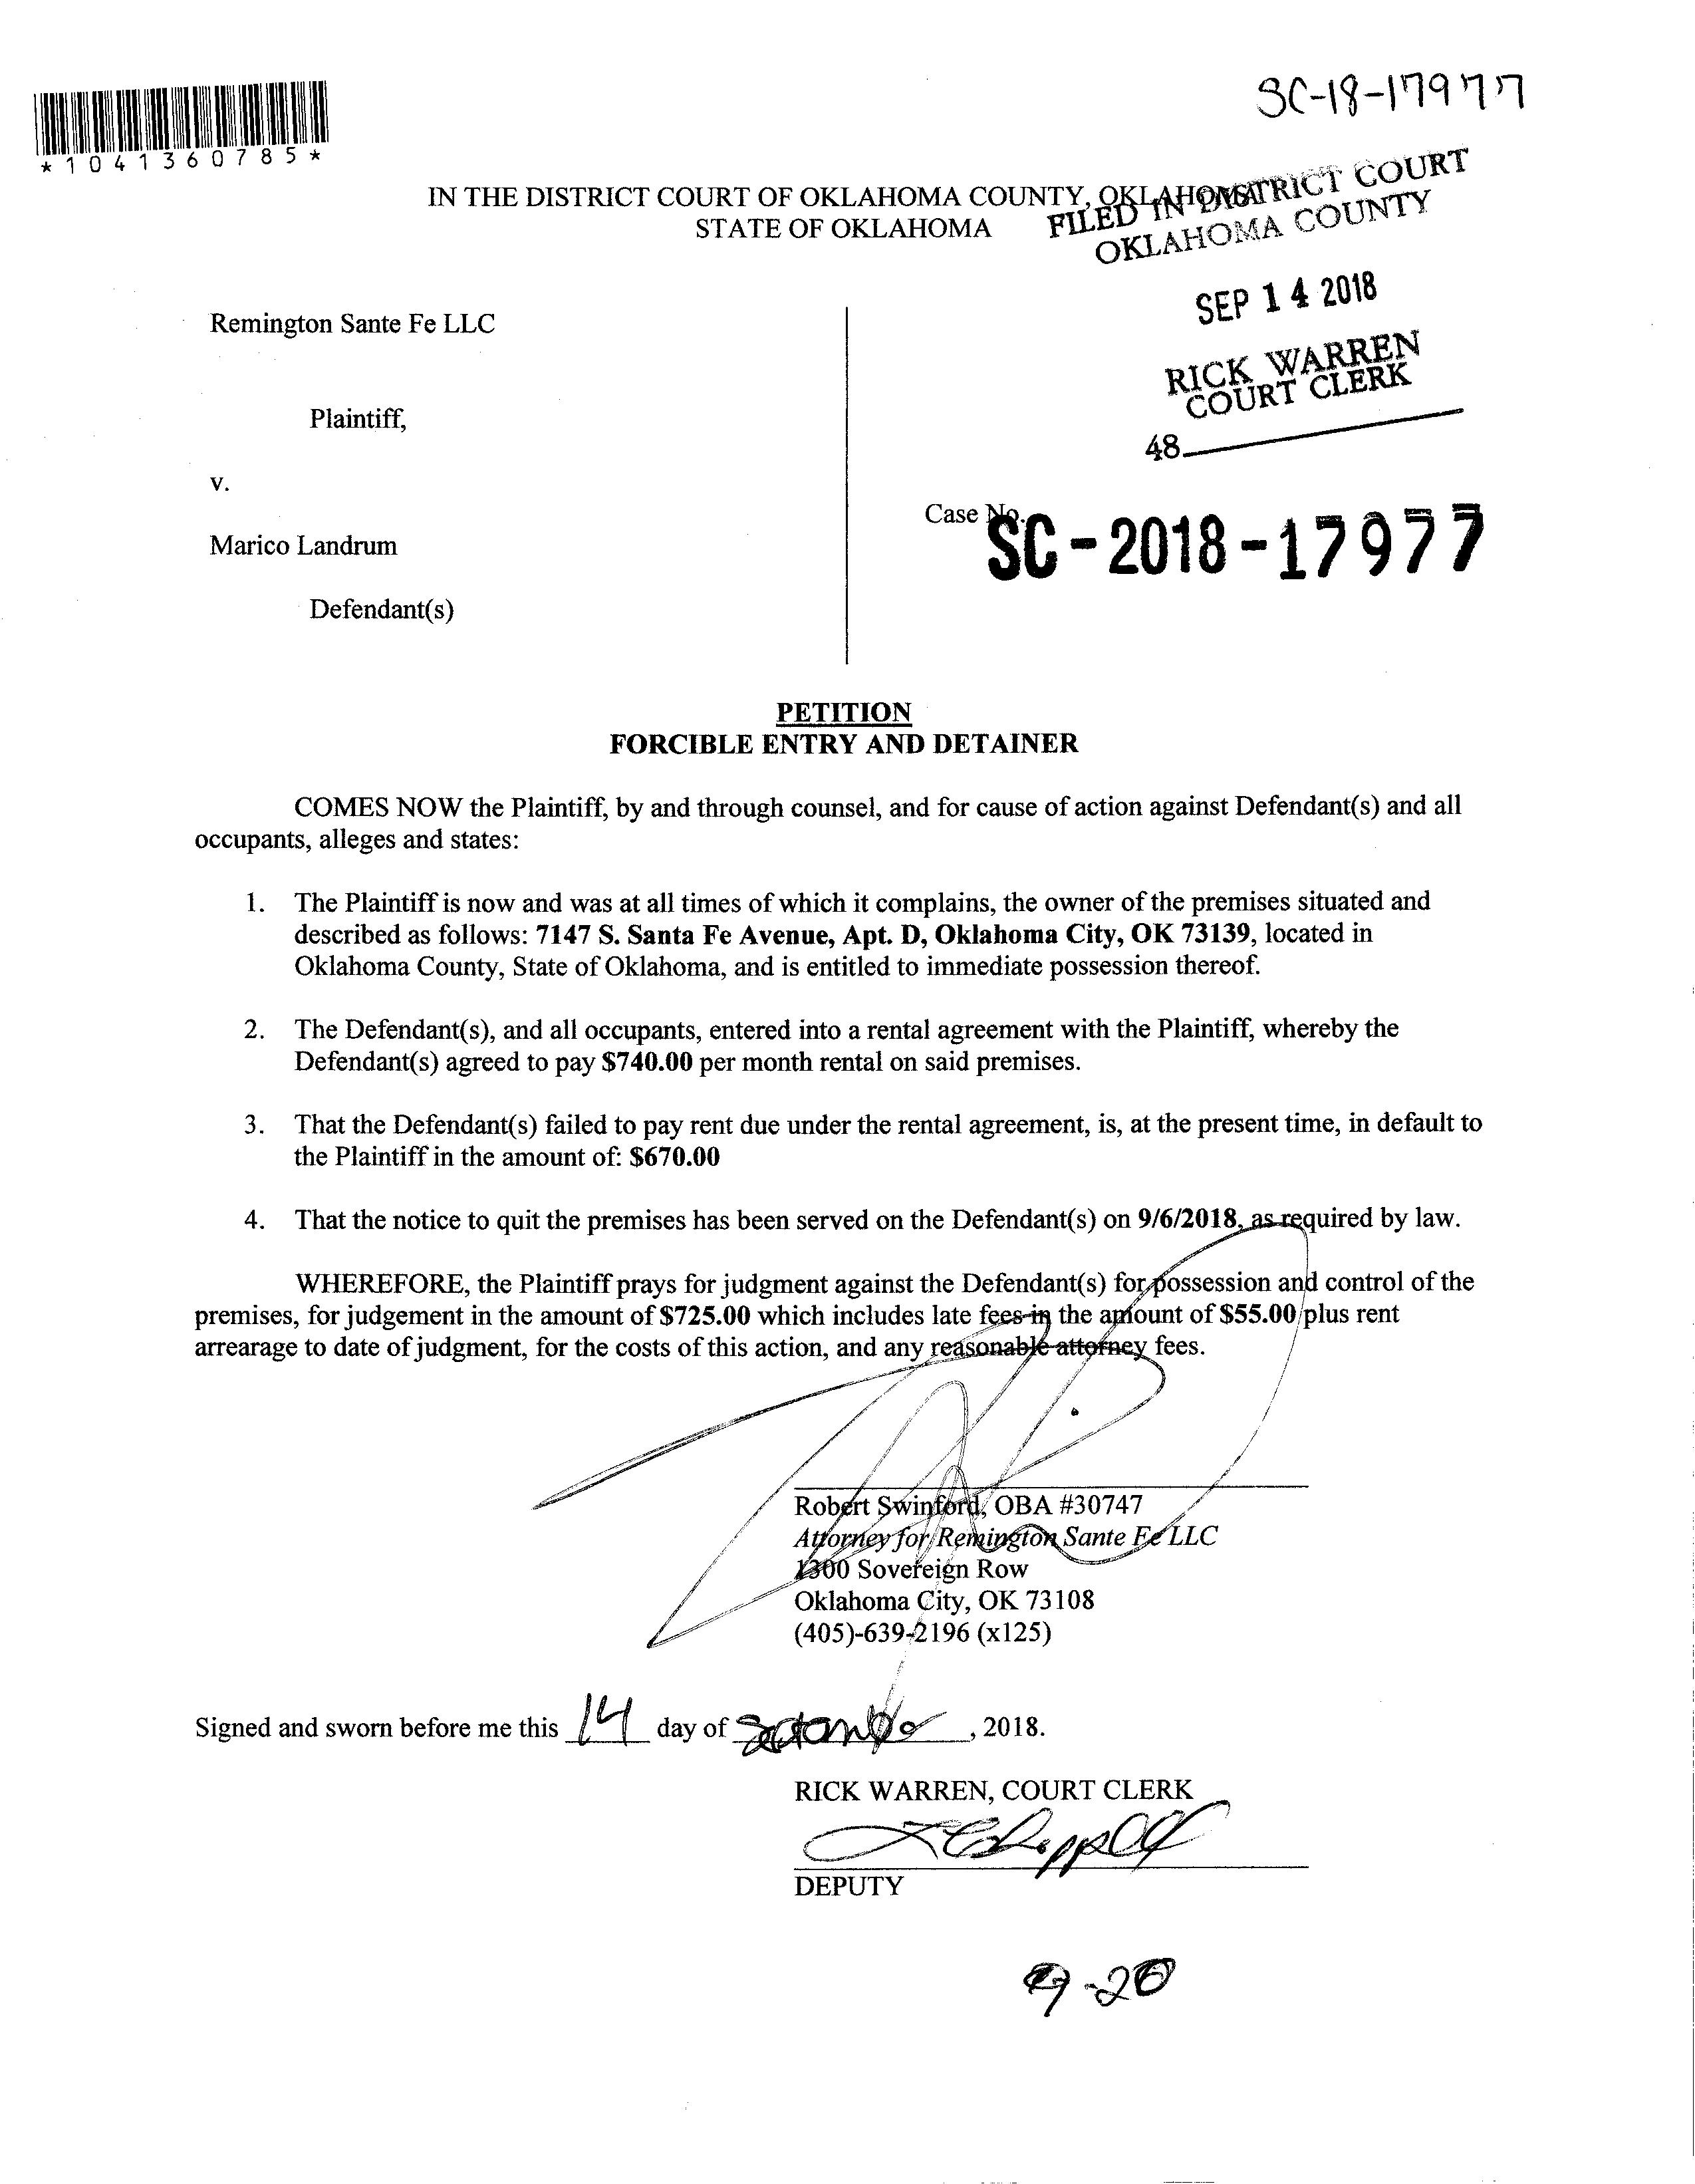 SC-18-17977
*1041360785*
IN THE DISTRICT COURT OF OKLAHOMA COUNTY, OKLAHOMA
STATE OF OKLAHOMA
FILED IN DISTRICT COURT
OKLAHOMA COUNTY
SEP 14 2018
RICK WARREN
COURT CLERK
48
Remington Sante Fe LLC
Plaintiff,
v.
Marico Landrum
Defendant(s)
Case No.
SC-2018-17977
PETITION
FORCIBLE ENTRY AND DETAINER
COMES NOW the Plaintiff, by and through counsel, and for cause of action against Defendant(s) and all
occupants, alleges and states:
1. The Plaintiff is now and was at all times of which it complains, the owner of the premises situated and
described as follows: 7147 S. Santa Fe Avenue, Apt. D, Oklahoma City, OK 73139, located in
Oklahoma County, State of Oklahoma, and is entitled to immediate possession thereof.
2. The Defendant(s), and all occupants, entered into a rental agreement with the Plaintiff, whereby the
Defendant(s) agreed to pay $740.00 per month rental on said premises.
3. That the Defendant(s) failed to pay rent due under the rental agreement, is, at the present time, in default to
the Plaintiff in the amount of: $670.00
4. That the notice to quit the premises has been served on the Defendant(s) on 9/6/2018, as required by law.
WHEREFORE, the Plaintiff prays for judgment against the Defendant(s) for possession and control of the
premises, for judgement in the amount of $725.00 which includes late fees in the amount of $55.00 plus rent
arrearage to date of judgment, for the costs of this action, and any reasonable attorney fees.
Robert Swinford, OBA #30747
Attorney for Remington Sante Fe LLC
1300 Sovereign Row
Oklahoma City, OK 73108
(405)-639-2196 (x125)
Signed and sworn before me this 14 day of , 2018.
RICK WARREN, COURT CLERK
DEPUTY
9-20